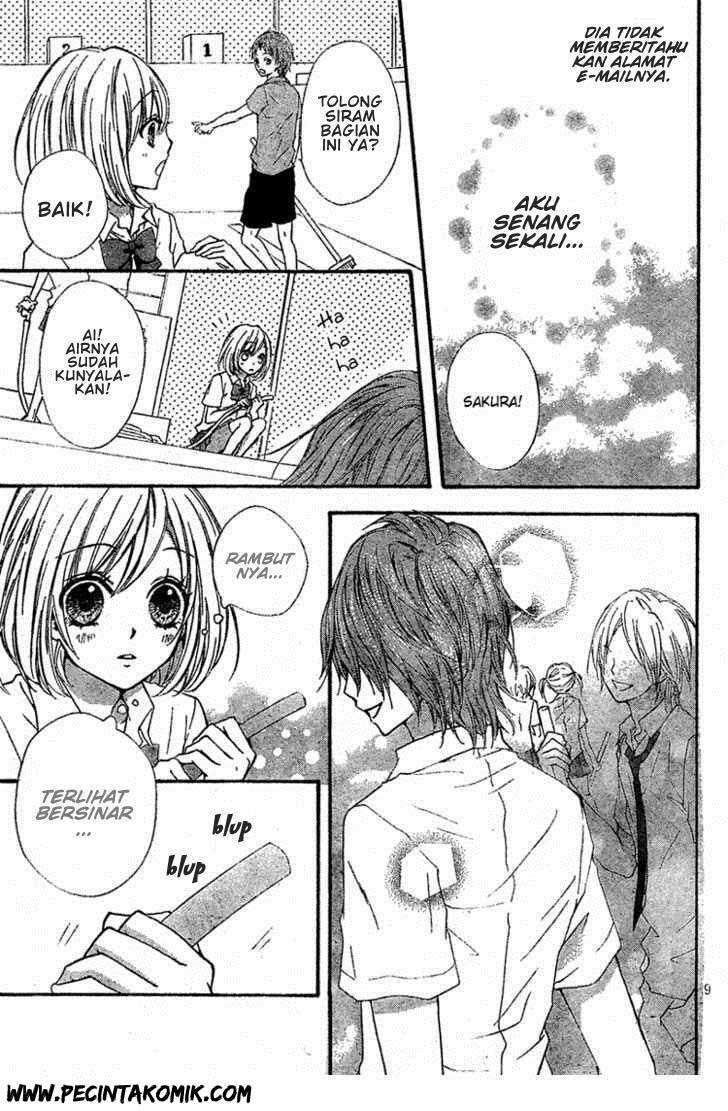 DIA TIDAK
MEMBERITAHU
KAN ALAMAT
E-MAILNYA.
AKU
SENANG
SEKALI...
SAKURA!
2
1
TOLONG
SIRAM
BAGIAN
INI YA?
BAIK!
Ha
ha
ha
AI!
AIRNYA
SUDAH
KUNYALA-
KAN!
RAMBUT
NYA...
TERLIHAT
BERSINAR
...
blup
blup
9
WWW.PECINTAKOMIK.COM